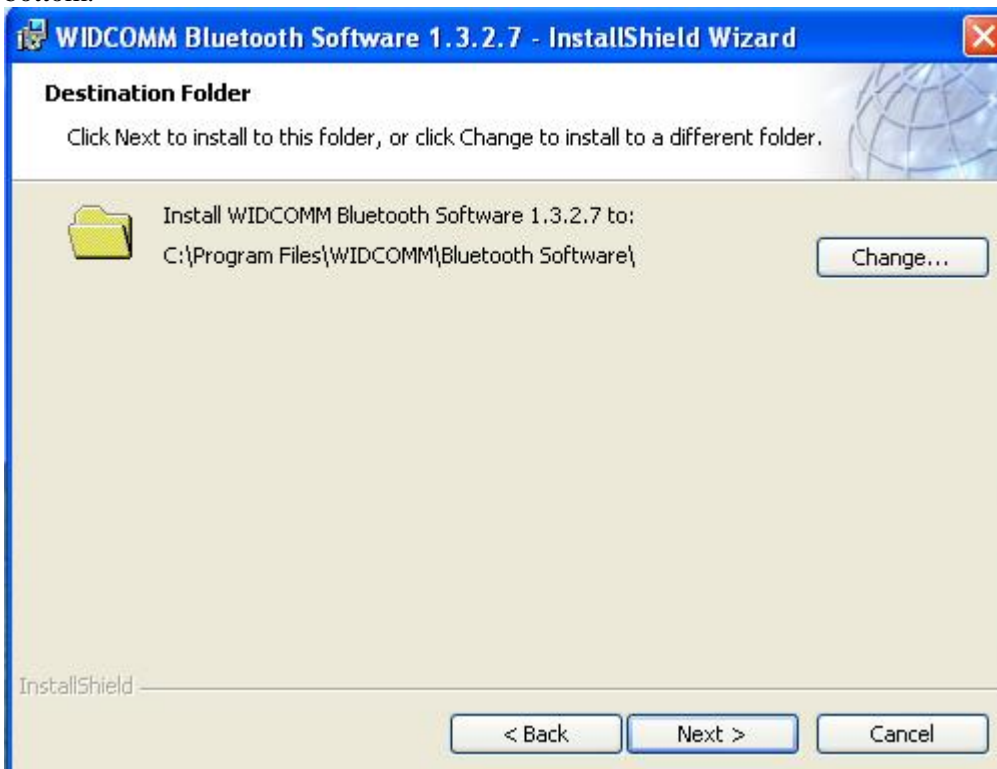 bottom.
WIDCOMM Bluetooth Software 1.3.2.7 - InstallShield Wizard
Destination Folder
Click Next to install to this folder, or click Change to install to a different folder.
Install WIDCOMM Bluetooth Software 1.3.2.7 to:
C:\Program Files\WIDCOMM\Bluetooth Software\
Change...
InstallShield
< Back Next > Cancel